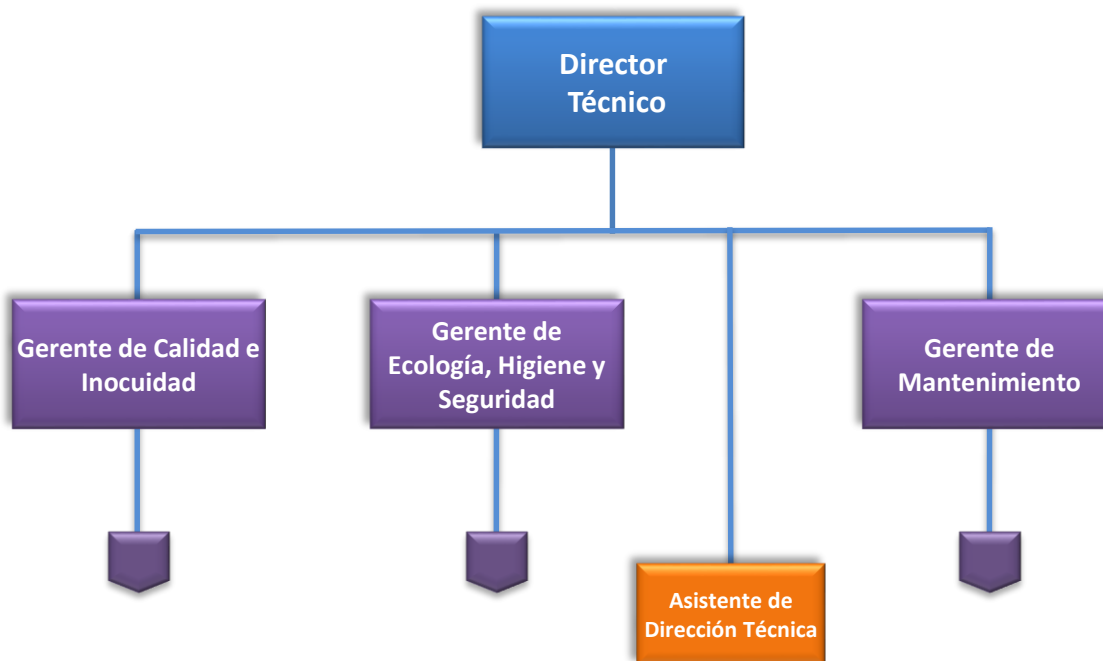 Director
Técnico
Gerente de Calidad e
Inocuidad
Gerente de
Ecología, Higiene y
Seguridad
Gerente de
Mantenimiento
Asistente de
Dirección Técnica